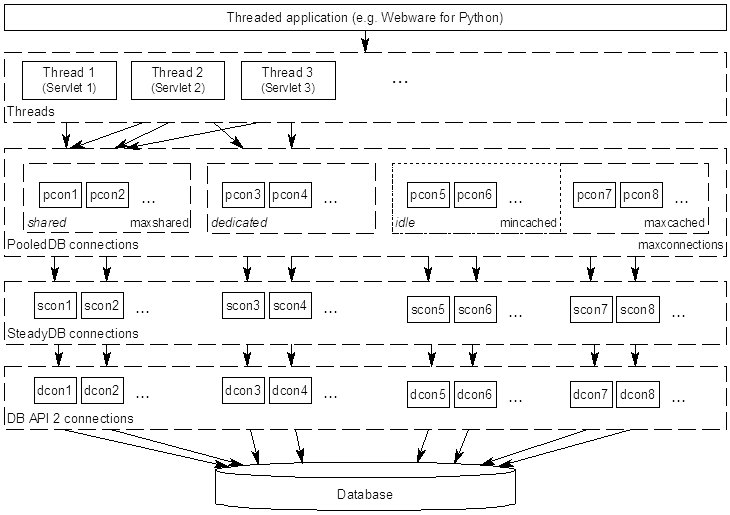 Threaded application (e.g. Webware for Python)
Thread 1 Thread 2 Thread 3
(Servlet 1) (Servlet 2) (Servlet 3) ...
Threads
pcon1 pcon2 ... pcon3 pcon4 ... pcon5 pcon6 ... pcon7 pcon8 ...
shared maxshared dedicated idle mincached maxcached
PooledDB connections maxconnections
scon1 scon2 ... scon3 scon4 ... scon5 scon6 ... scon7 scon8 ...
SteadyDB connections
dcon1 dcon2 ... dcon3 dcon4 ... dcon5 dcon6 ... dcon7 dcon8 ...
DB API 2 connections
Database